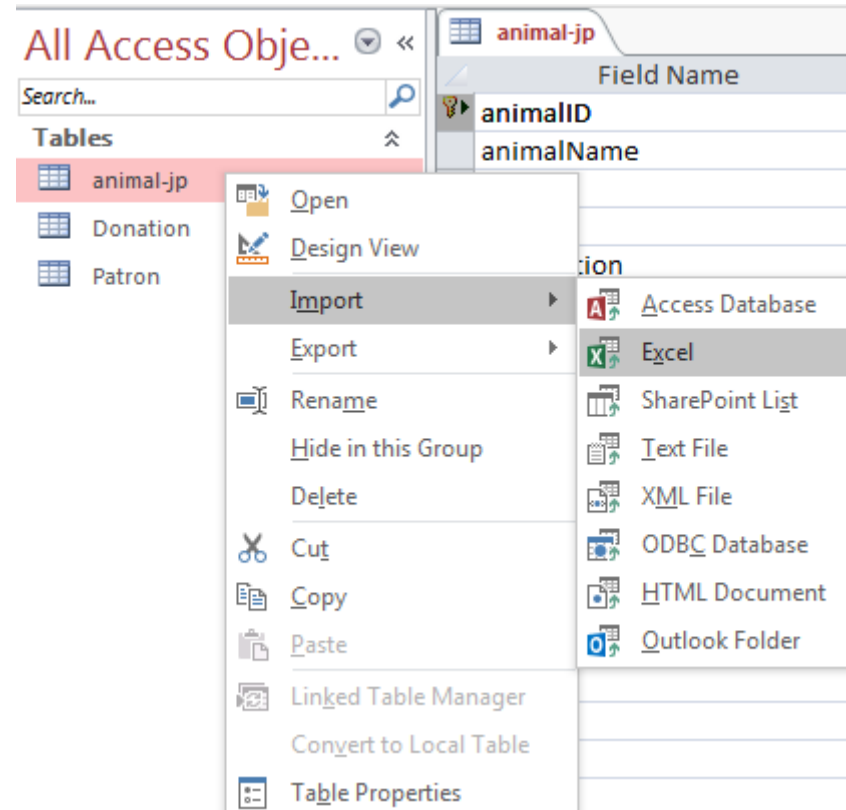 All Access Obje...
Search...
Tables
animal-jp
Donation
Patron
animal-jp
Field Name
animalID
animalName
tion
Open
Design View
Import
Export
Rename
Hide in this Group
Delete
Cut
Copy
Paste
Linked Table Manager
Convert to Local Table
Table Properties
Access Database
Excel
SharePoint List
Text File
XML File
ODBC Database
HTML Document
Outlook Folder